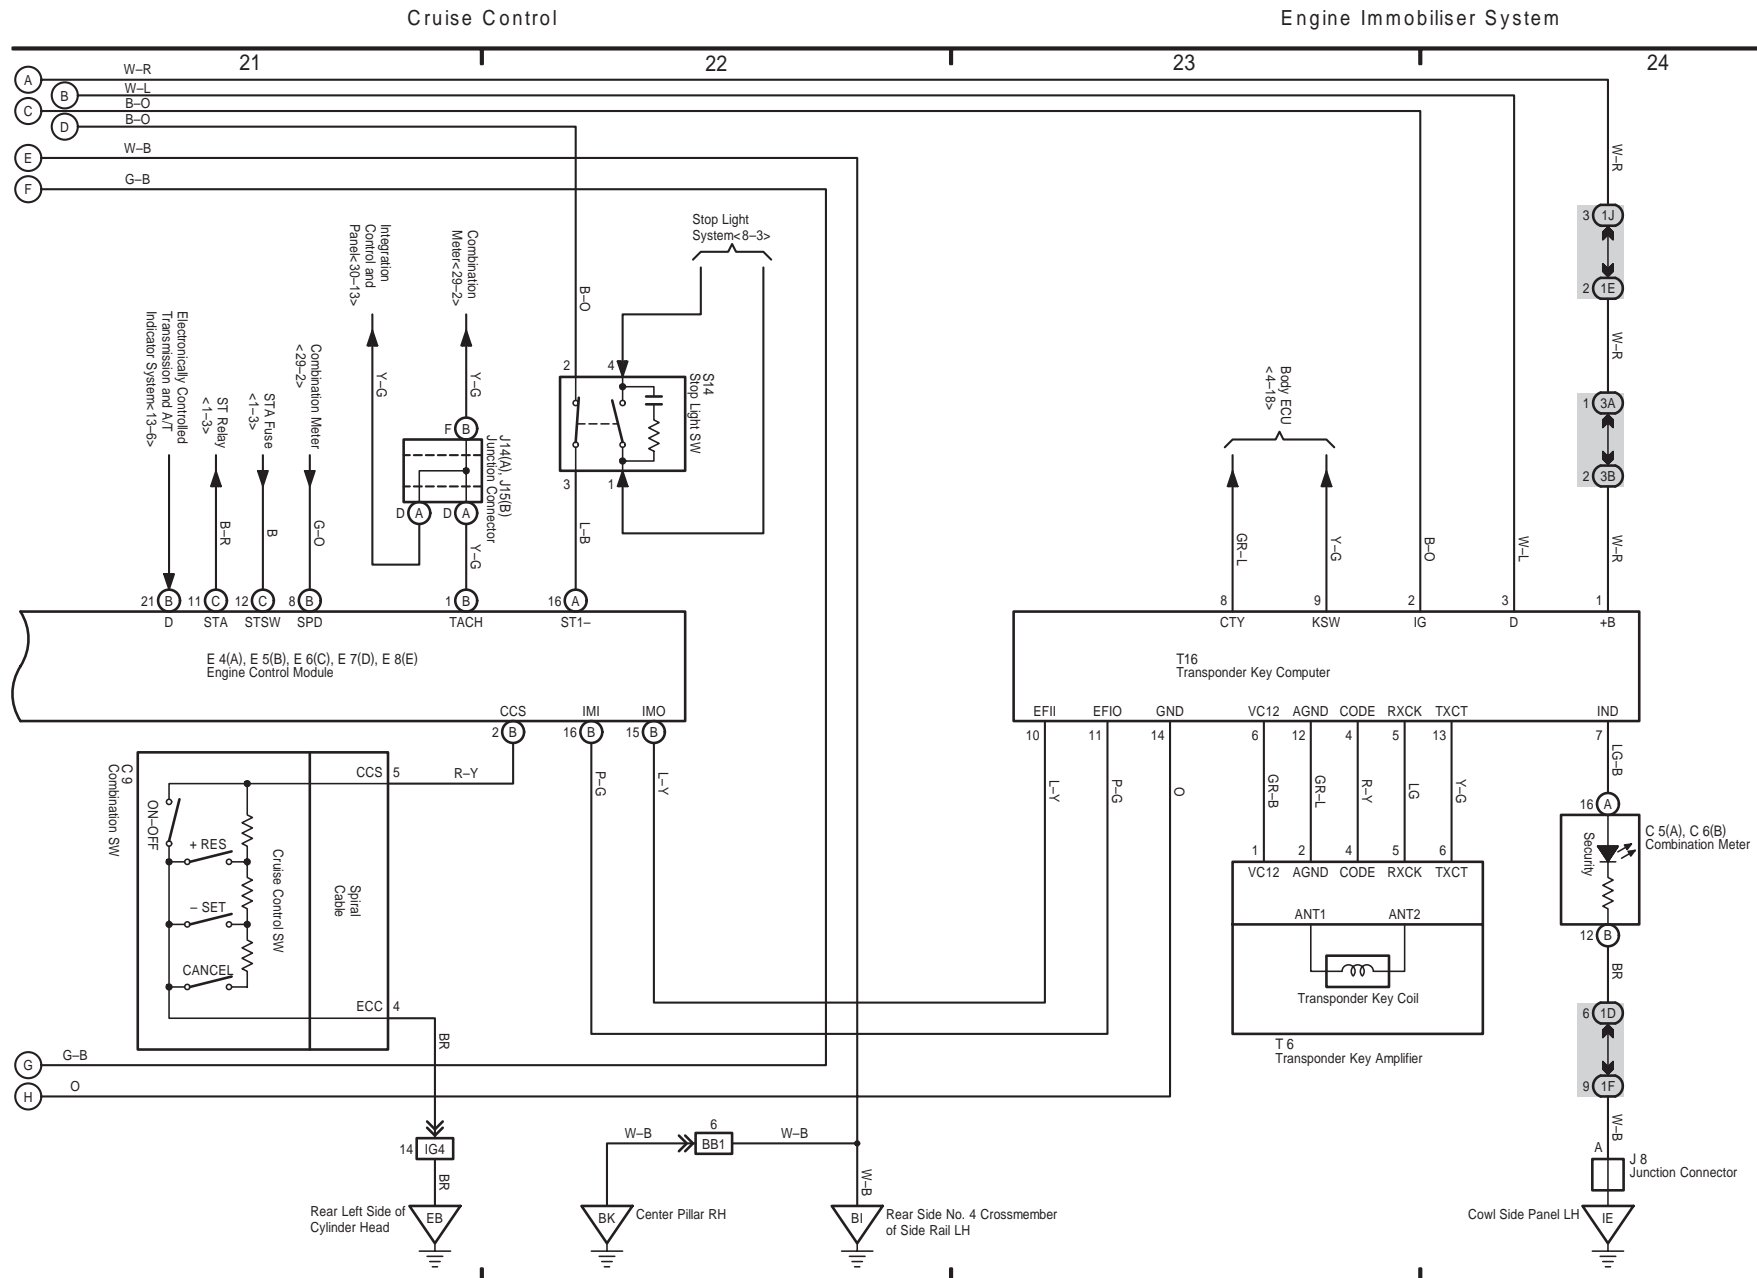 Cruise Control
Engine Immobiliser System
21
22
23
24
A
W–R
B
W–L
C
B–O
D
B–O
E
W–B
F
G–B
W–R
3 1J
2 1E
W–R
1 3A
2 3B
W–R
Stop Light
System<8–3>
Integration
Control and
Panel<30–13>
Combination
Meter<29–2>
B–O
Electronically Controlled
Transmission and A/T
Indicator System<13–6>
ST Relay
<1–3>
STA Fuse
<1–3>
Combination Meter
<29–2>
Y–G
Y–G
2
4
S14
Stop Light SW
3
1
F B
J14(A), J15(B)
Junction Connector
D A
D A
Y–G
L–B
B–R
B
G–O
Body ECU
<4–18>
GR–L
Y–G
B–O
W–L
21 B
11 C
12 C
8 B
1 B
16 A
D
STA
STSW
SPD
TACH
ST1–
E 4(A), E 5(B), E 6(C), E 7(D), E 8(E)
Engine Control Module
CCS
IMI
IMO
2 B
16 B
15 B
8
9
2
3
1
CTY
KSW
IG
D
+B
T16
Transponder Key Computer
EFII
EFIO
GND
VC12
AGND
CODE
RXCK
TXCT
IND
10
11
14
6
12
4
5
13
7
C 9
Combination SW
CCS 5
R–Y
ON–OFF
+ RES
– SET
CANCEL
Cruise Control SW
Spiral
Cable
ECC 4
BR
P–G
L–Y
L–Y
P–G
O
GR–B
GR–L
R–Y
LG
Y–G
LG–B
1
2
4
5
6
VC12
AGND
CODE
RXCK
TXCT
ANT1
ANT2
Transponder Key Coil
T 6
Transponder Key Amplifier
16 A
Security
C 5(A), C 6(B)
Combination Meter
12 B
BR
6 1D
9 1F
W–B
A
J 8
Junction Connector
G
G–B
H
O
14 IG4
BR
W–B
6
BB1
W–B
W–B
Rear Left Side of
Cylinder Head
EB
BK
Center Pillar RH
BI
Rear Side No. 4 Crossmember
of Side Rail LH
Cowl Side Panel LH
IE